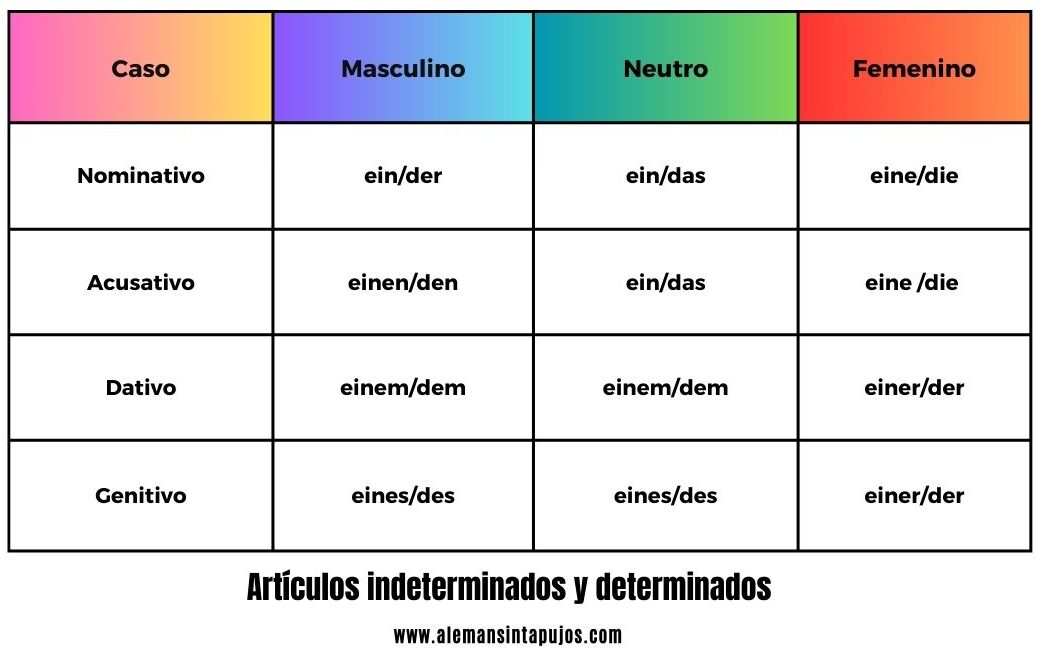 Caso Masculino Neutro Femenino
Nominativo ein/der ein/das eine/die
Acusativo einen/den ein/das eine /die
Dativo einem/dem einem/dem einer/der
Genitivo eines/des eines/des einer/der
Artículos indeterminados y determinados
www.alemansintapujos.com